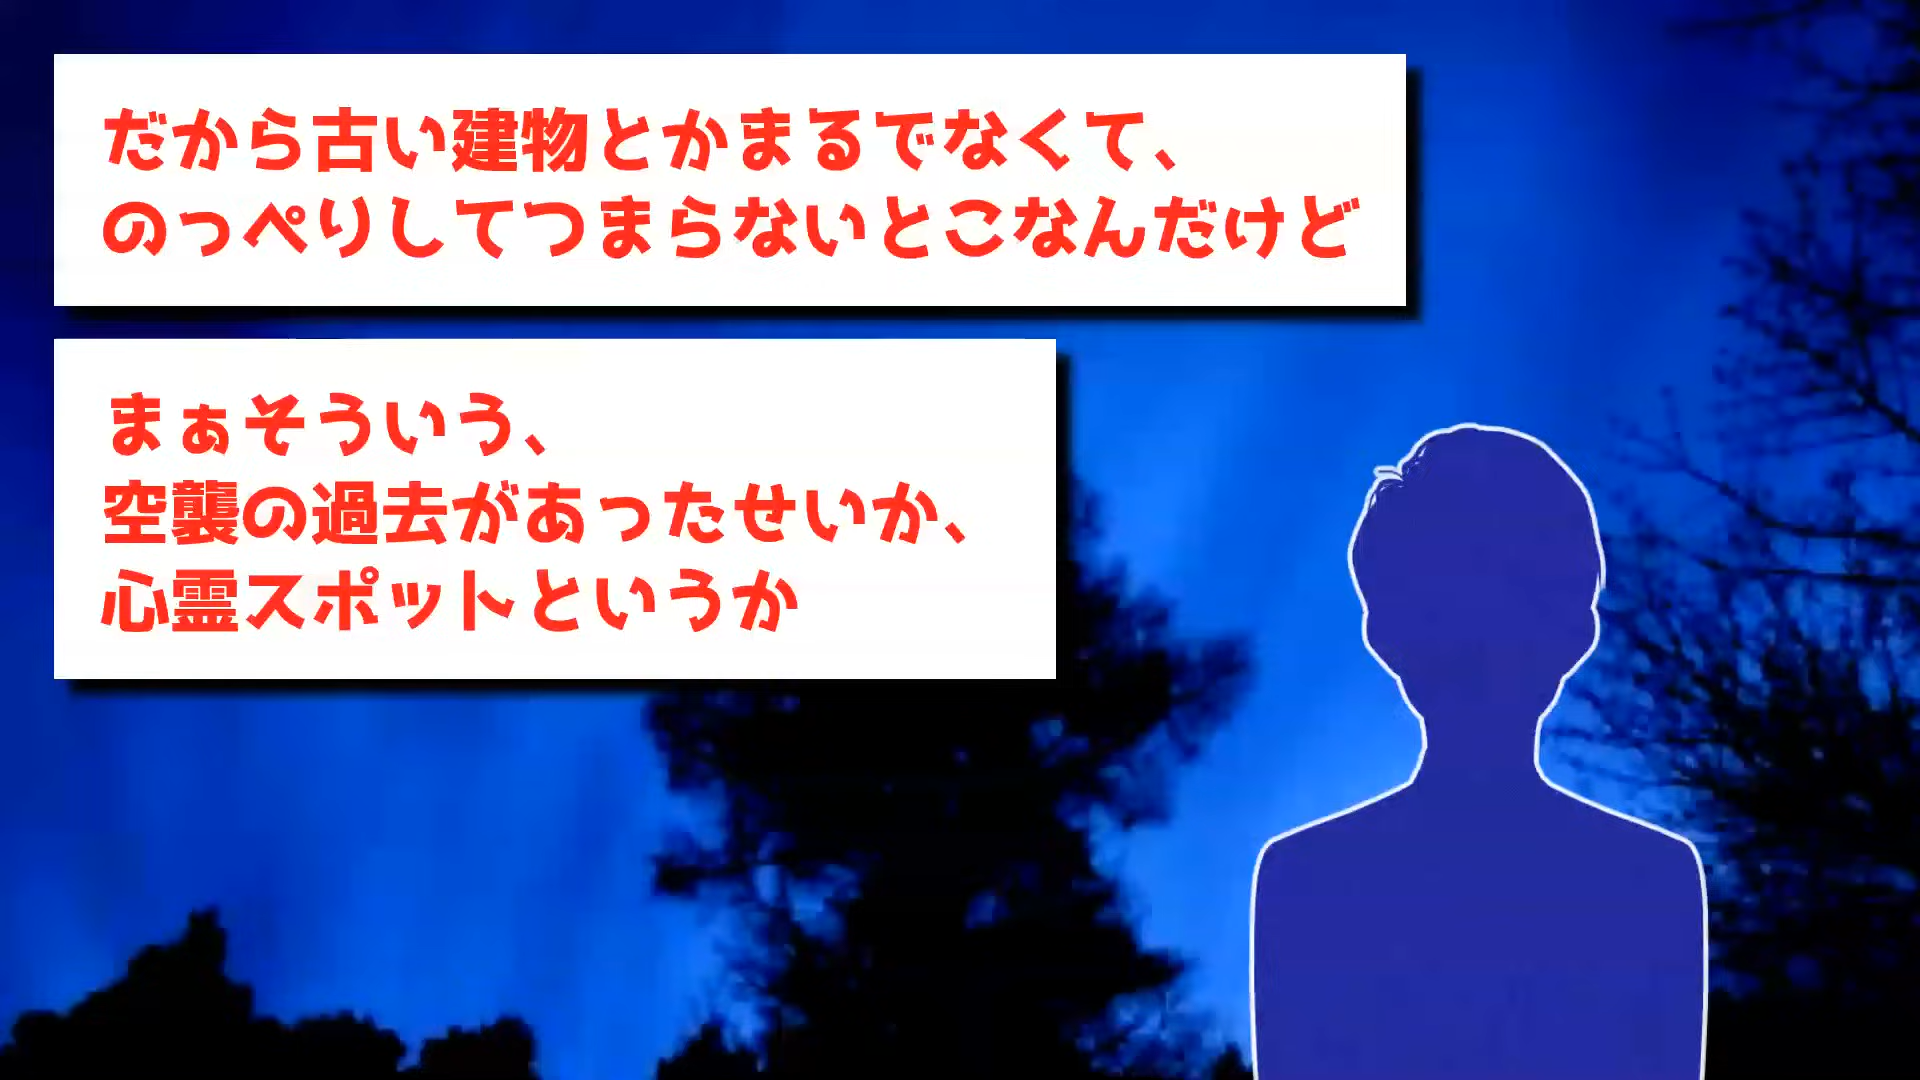 だから古い建物とかまるでなくて、
のっぺりしてつまらないとこなんだけど
まぁそういう、
空襲の過去があったせいか、
心霊スポットというか